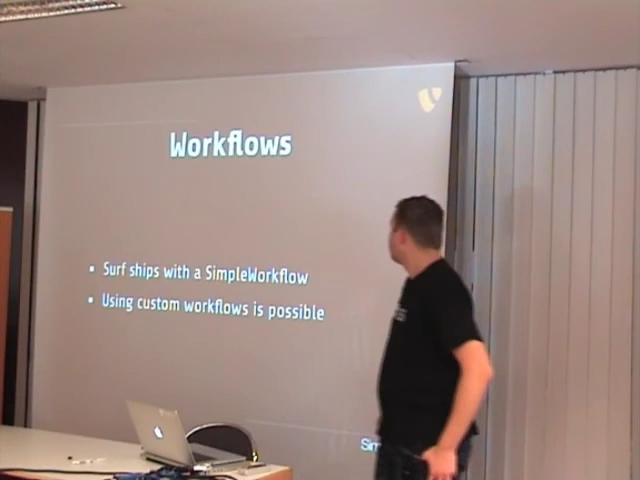 Workflows
▪ Surf ships with a SimpleWorkflow
▪ Using custom workflows is possible